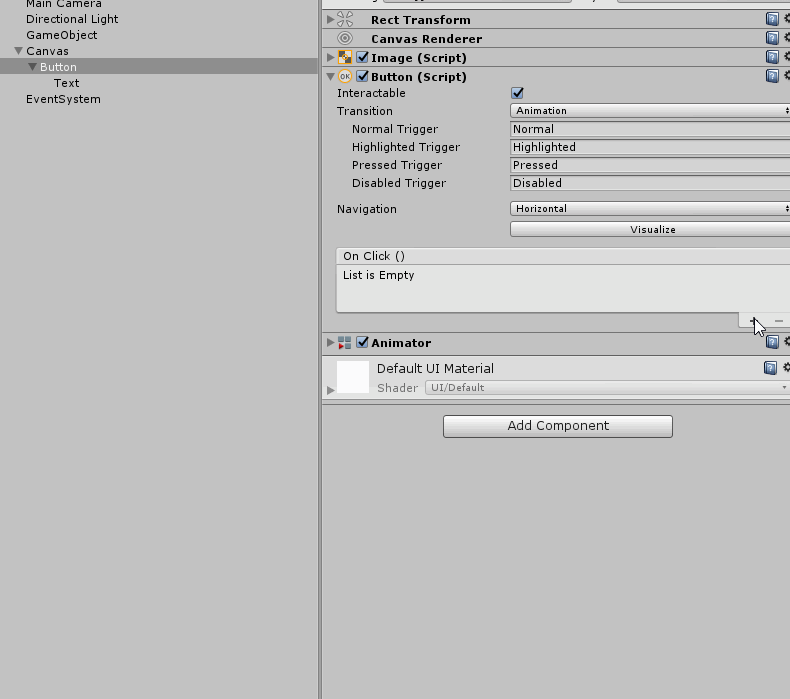 Main Camera
Directional Light
GameObject
Canvas
Button
Text
EventSystem
Rect Transform
Canvas Renderer
Image (Script)
OK Button (Script)
Interactable
Transition Animation
Normal Trigger Normal
Highlighted Trigger Highlighted
Pressed Trigger Pressed
Disabled Trigger Disabled
Navigation Horizontal
Visualize
On Click ()
List is Empty
Animator
Default UI Material
Shader UI/Default
Add Component